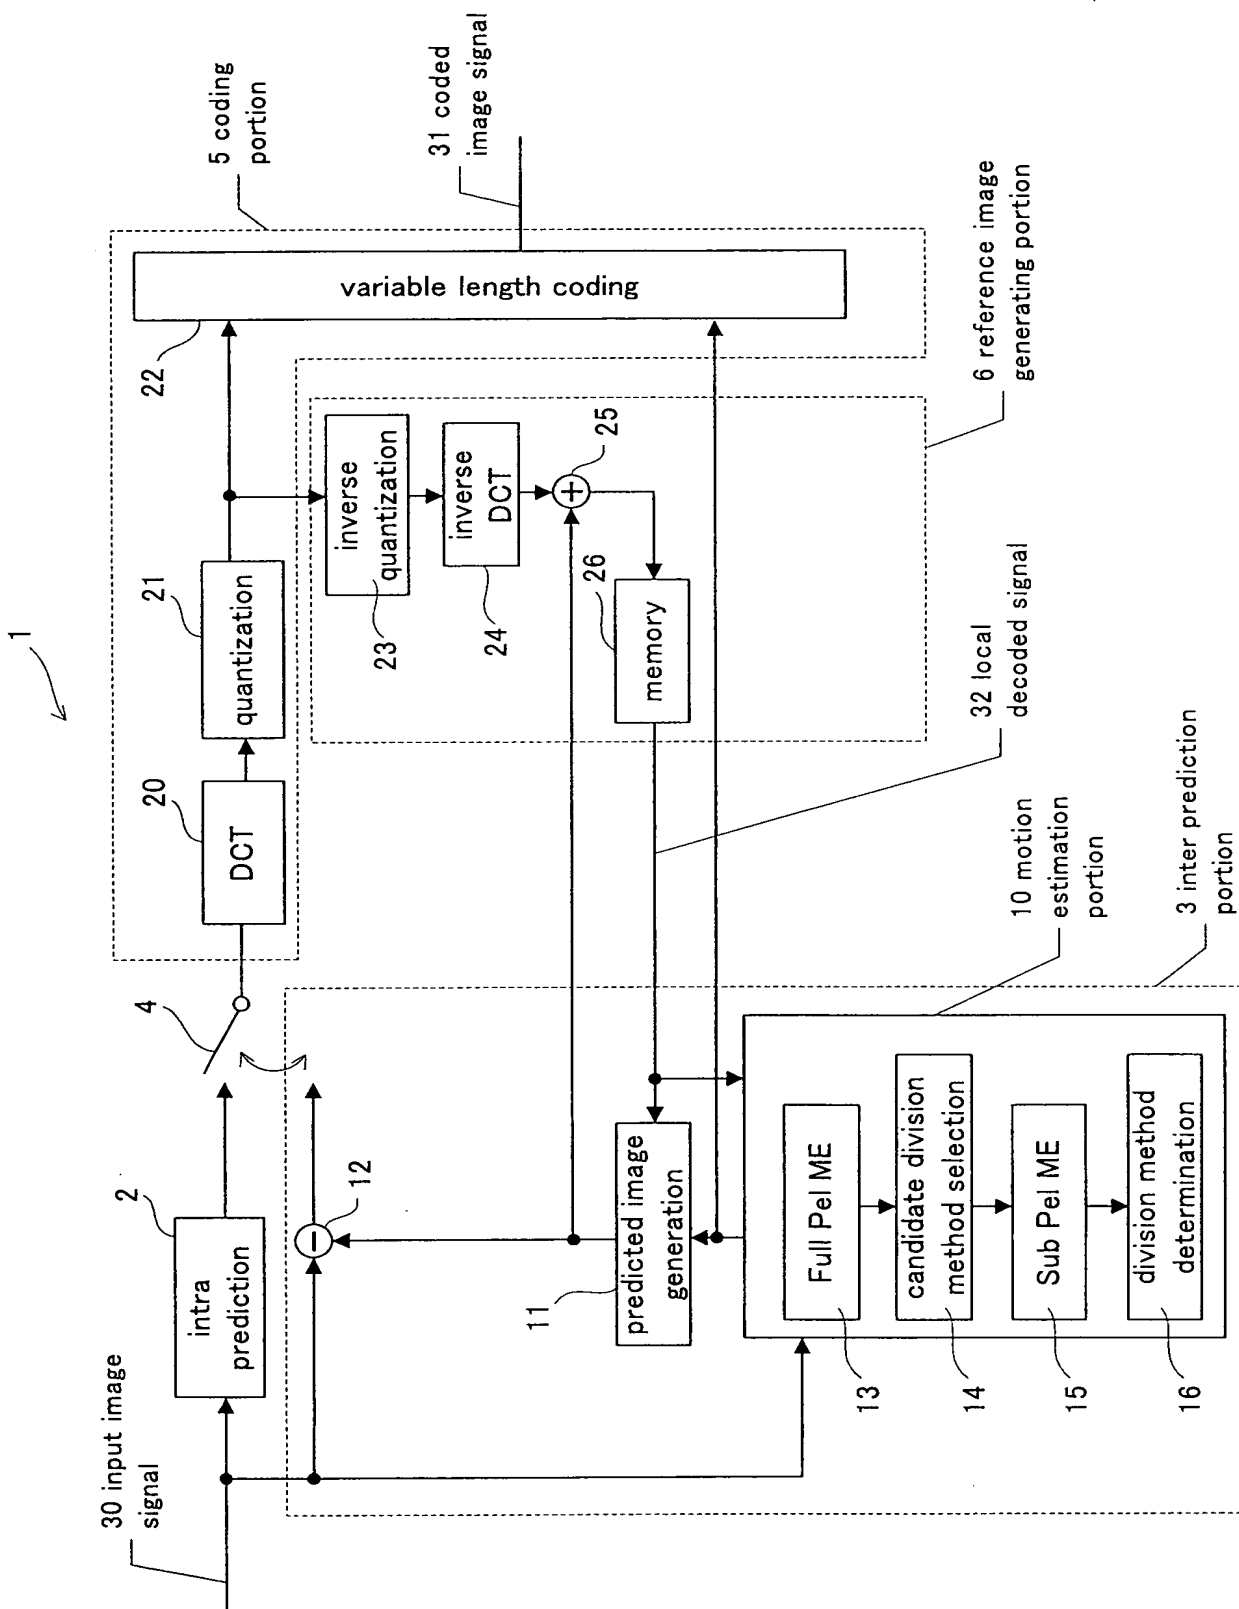 1
30 input image
signal
2
intra
prediction
4
20
DCT
21
quantization
22
variable length coding
5 coding
portion
31 coded
image signal
12
−
23
inverse
quantization
24
inverse
DCT
25
+
26
memory
6 reference image
generating portion
32 local
decoded signal
11
predicted image
generation
10 motion
estimation
portion
3 inter prediction
portion
13
Full Pel ME
14
candidate division
method selection
15
Sub Pel ME
16
division method
determination